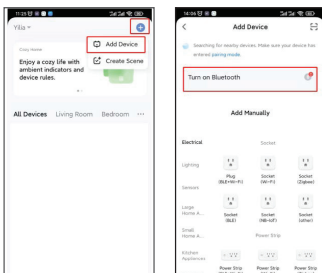 11:25
Yilia
Add Device
Create Scene
Cozy Home
Enjoy a cozy life with
ambient indicators and
device rules.
All Devices Living Room Bedroom ...
14:06
Add Device
Searching for nearby devices. Make sure your device has
entered pairing mode.
Turn on Bluetooth
Add Manually
Electrical
Socket
Lighting
Plug
(BLE+Wi-Fi)
Socket
(Wi-Fi)
Socket
(Zigbee)
Sensors
Large
Home A...
Socket
(BLE)
Socket
(NB-IoT)
Socket
(other)
Small
Home A...
Power Strip
Kitchen
Appliances
Power Strip
Power Strip
Power Strip